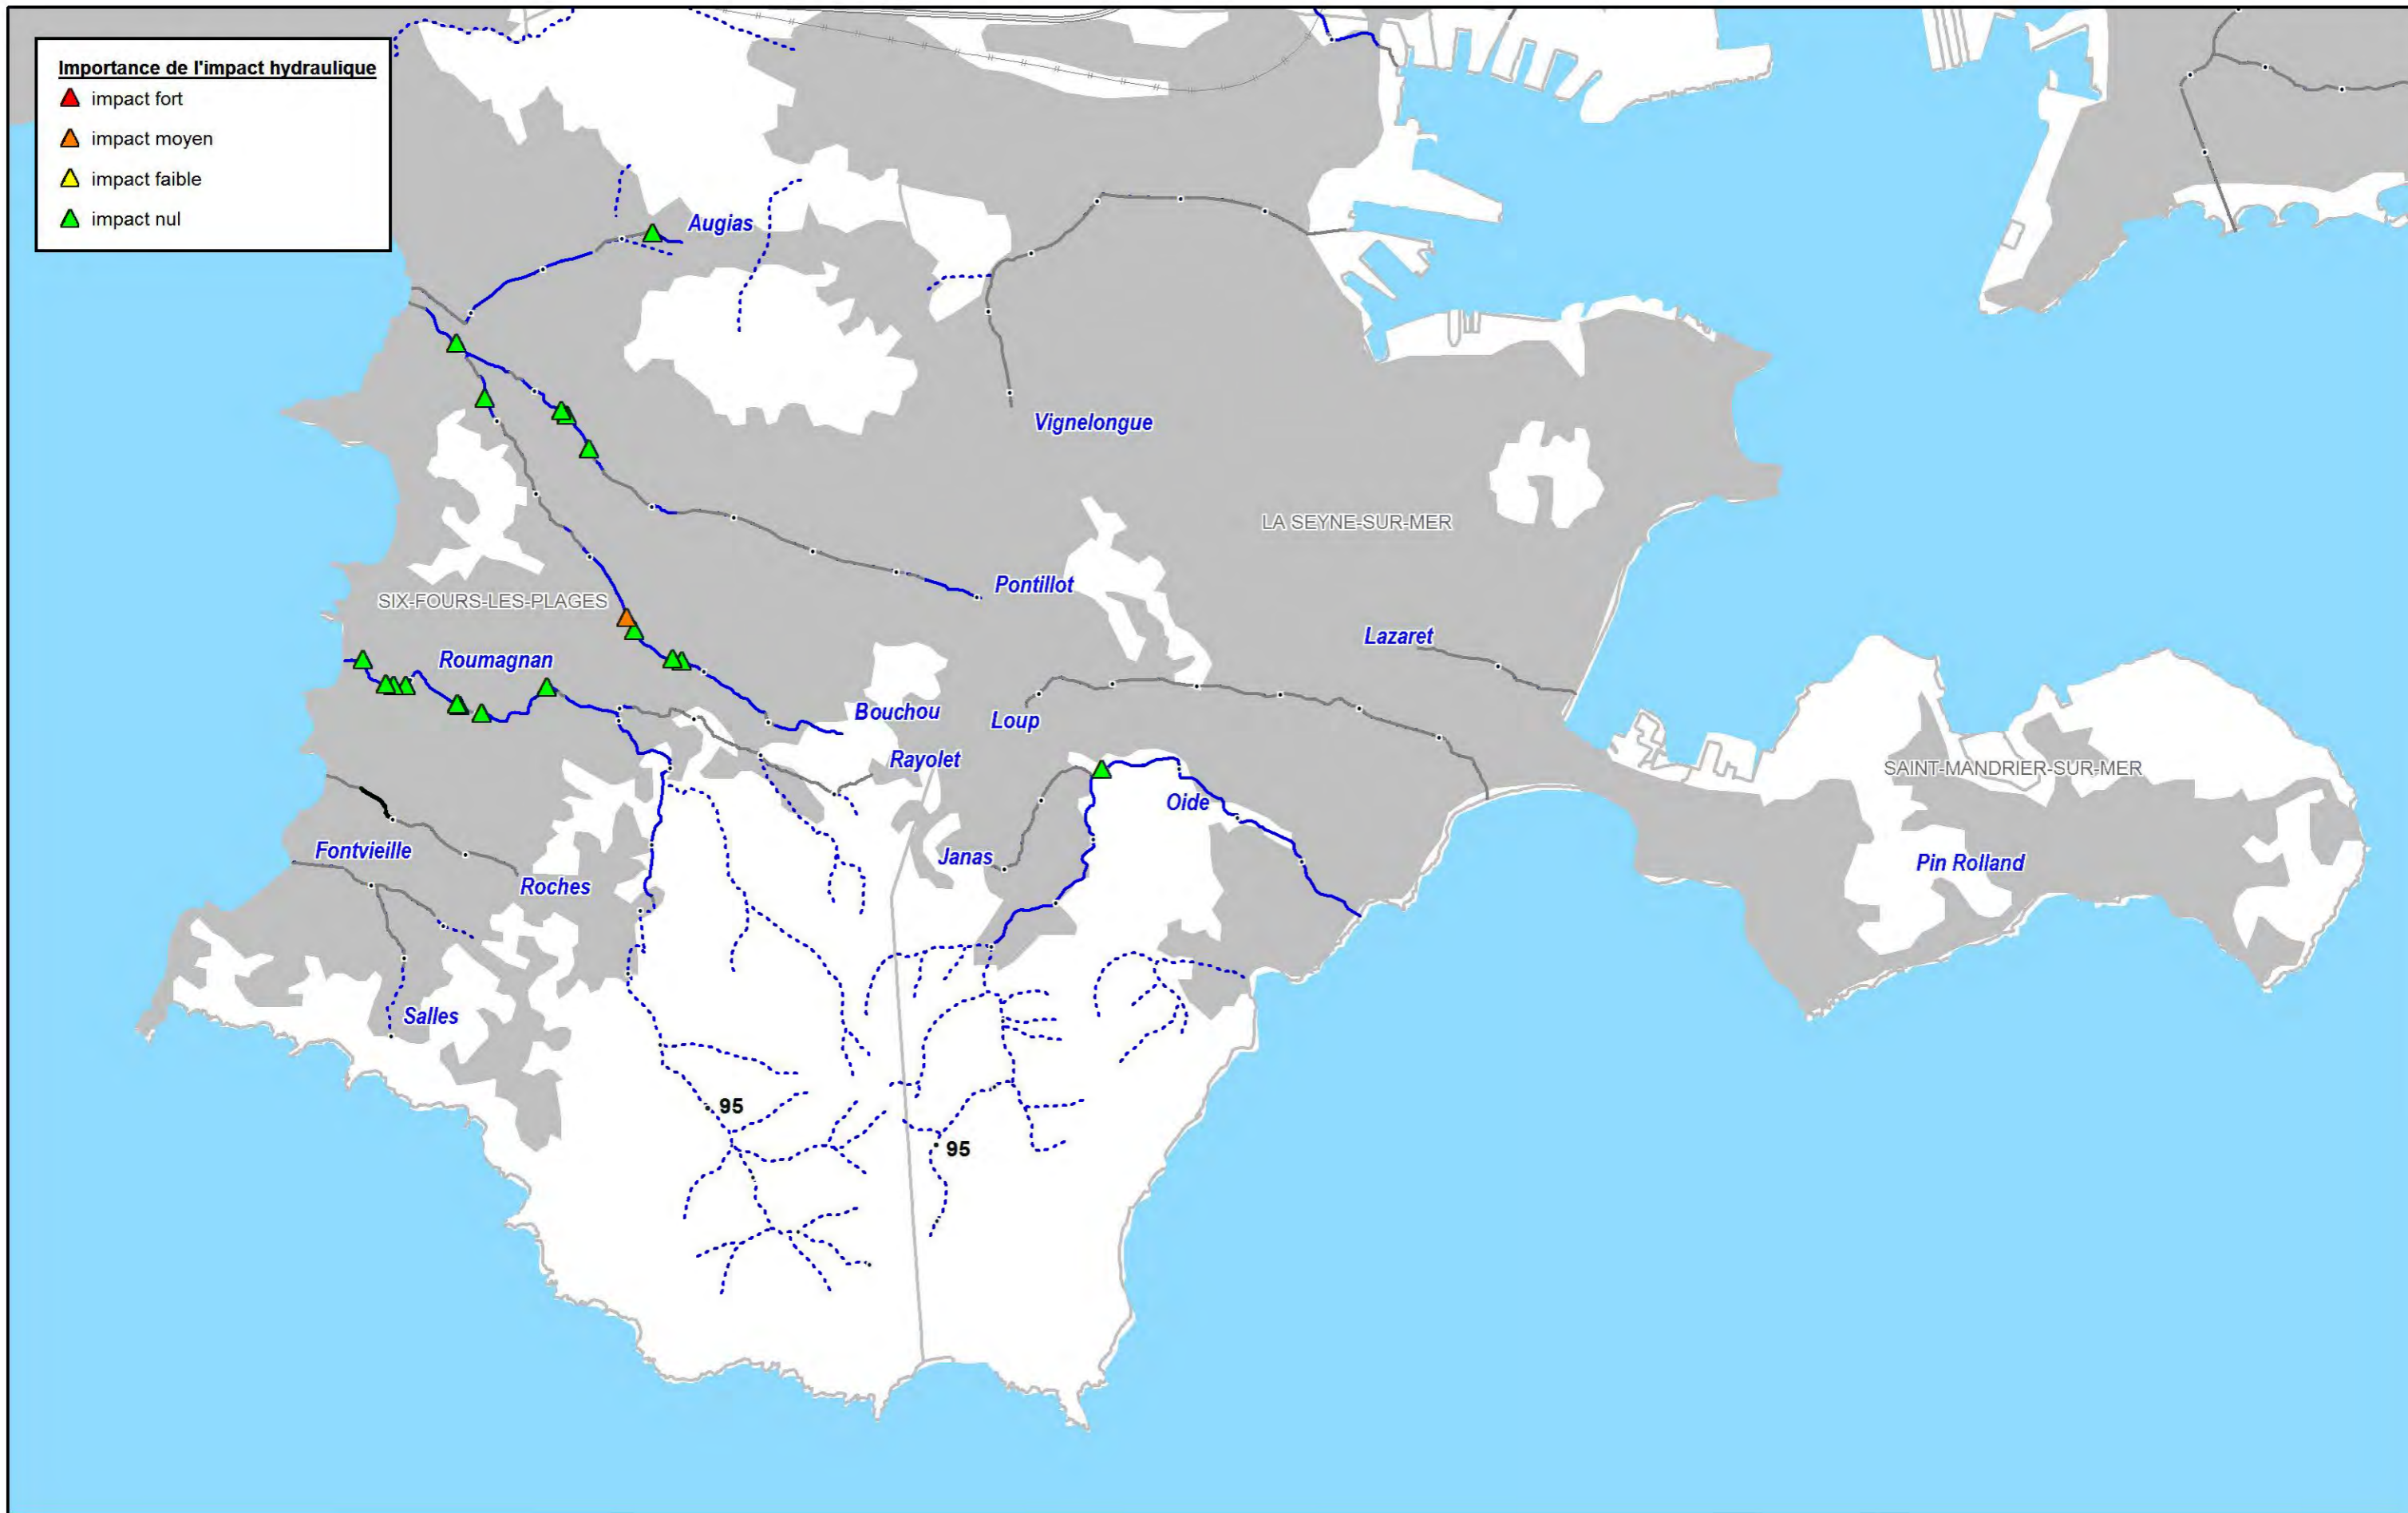 Importance de l'impact hydraulique
impact fort
impact moyen
impact faible
impact nul
Augias
Vignelongue
LA SEYNE-SUR-MER
Pontillot
SIX-FOURS-LES-PLAGES
Lazaret
Roumagnan
Bouchou
Loup
Rayolet
SAINT-MANDRIER-SUR-MER
Oide
Fontvieille
Janas
Pin Rolland
Roches
Salles
95
95